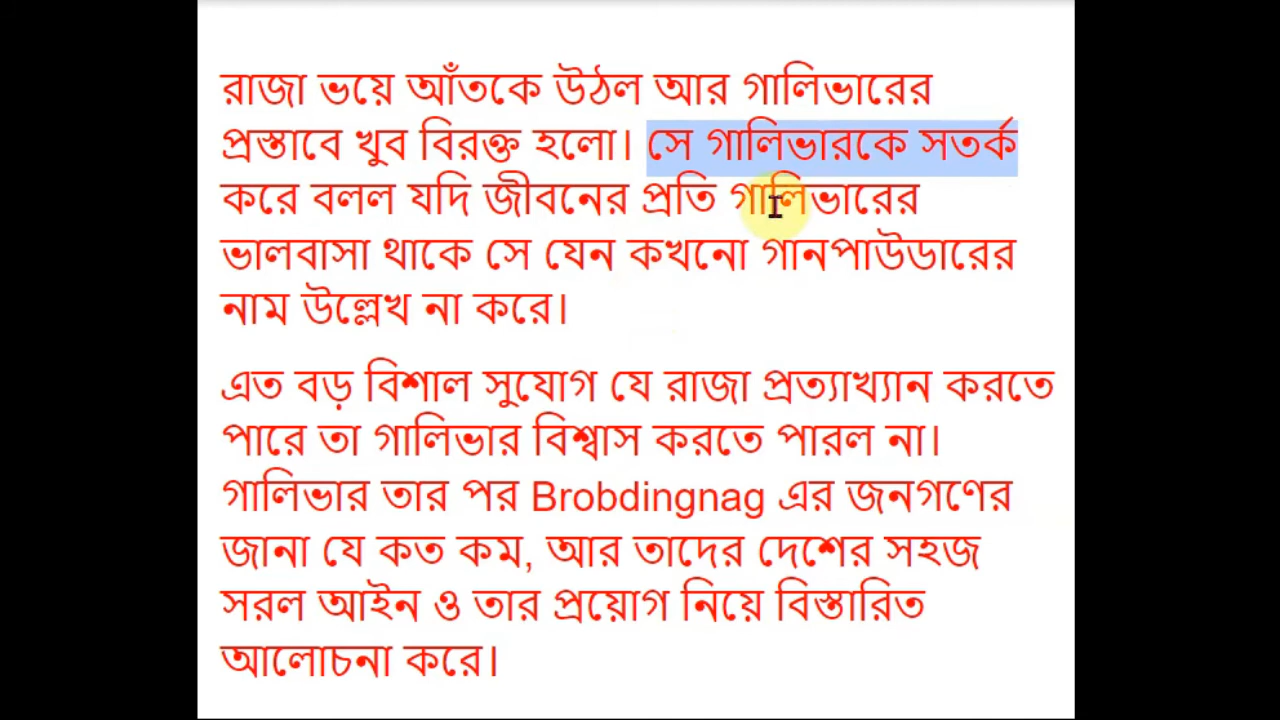 রাজা ভয়ে আঁতকে উঠল আর গালিভারের
প্রস্তাবে খুব বিরক্ত হলো। সে গালিভারকে সতর্ক
করে বলল যদি জীবনের প্রতি গালিভারের
ভালবাসা থাকে সে যেন কখনো গানপাউডারের
নাম উল্লেখ না করে।
এত বড় বিশাল সুযোগ যে রাজা প্রত্যাখ্যান করতে
পারে তা গালিভার বিশ্বাস করতে পারল না।
গালিভার তার পর Brobdingnag এর জনগণের
জানা যে কত কম, আর তাদের দেশের সহজ
সরল আইন ও তার প্রয়োগ নিয়ে বিস্তারিত
আলোচনা করে।